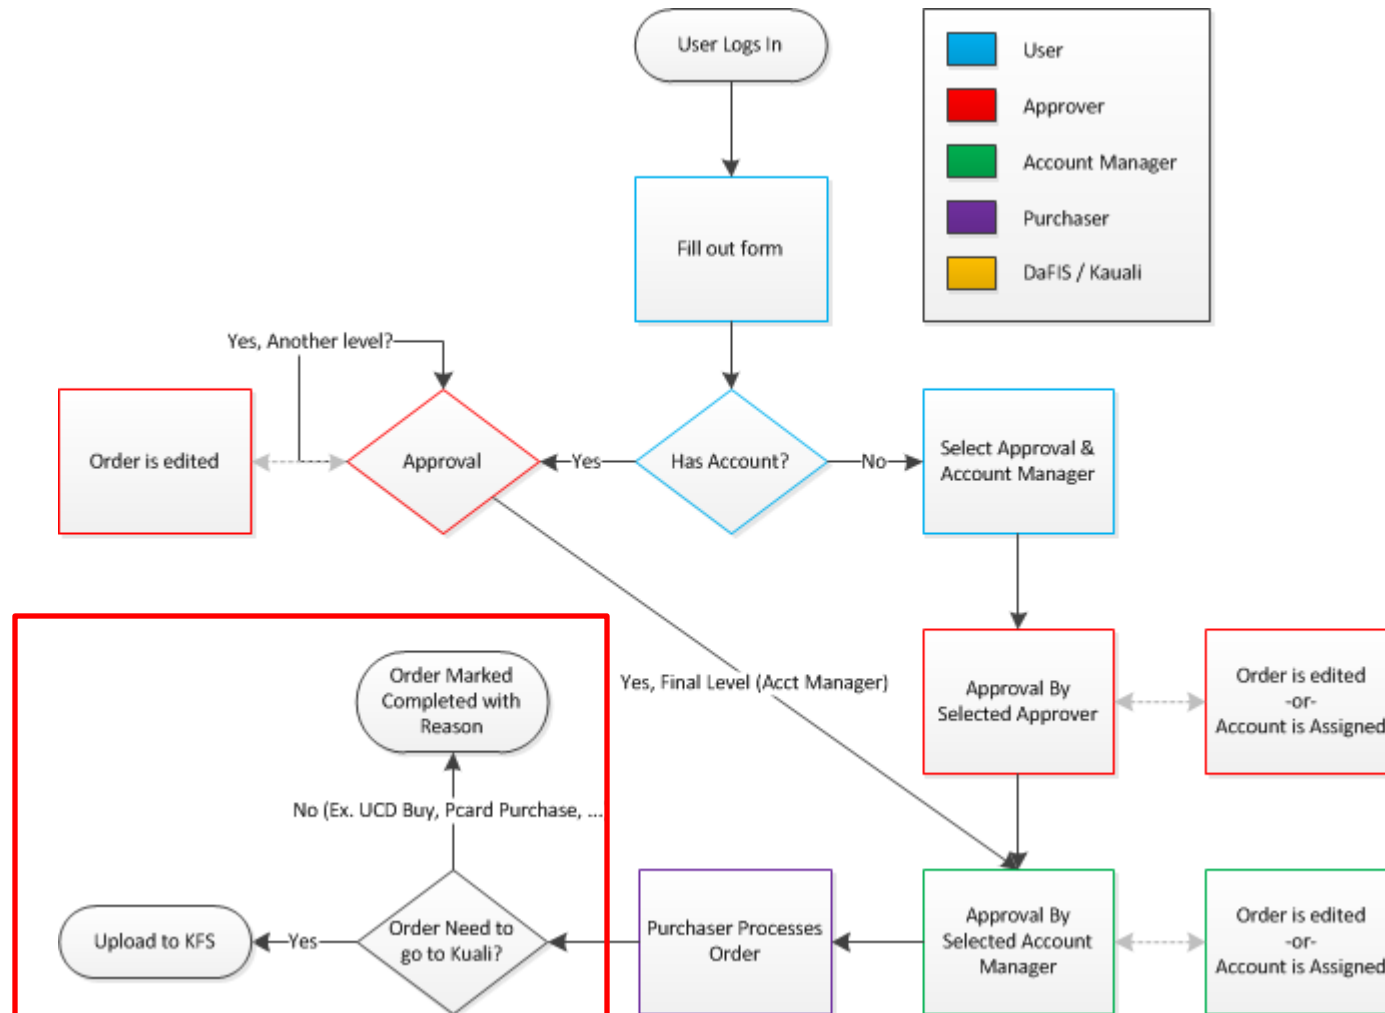 User Logs In
User
Approver
Account Manager
Purchaser
DaFIS / Kauali
Fill out form
Yes, Another level?
Order is edited
Approval
Yes
Has Account?
No
Select Approval &
Account Manager
Order Marked
Completed with
Reason
Yes, Final Level (Acct Manager)
Approval By
Selected Approver
Order is edited
-or-
Account is Assigned
No (Ex. UCD Buy, Pcard Purchase, ...
Upload to KFS
Yes
Order Need to
go to Kuali?
Purchaser Processes
Order
Approval By
Selected Account
Manager
Order is edited
-or-
Account is Assigned